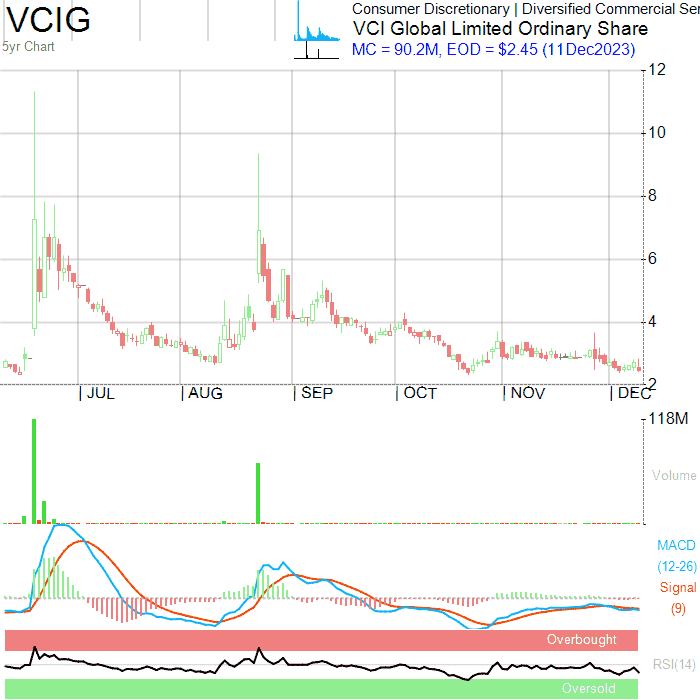 VCIG
5yr Chart
Consumer Discretionary | Diversified Commercial Ser
VCI Global Limited Ordinary Share
MC = 90.2M, EOD = $2.45 (11Dec2023)
12
10
8
6
4
2
| JUL | AUG | SEP | OCT | NOV | DEC
118M
Volume
MACD
(12-26)
Signal
(9)
Overbought
RSI(14)
Oversold